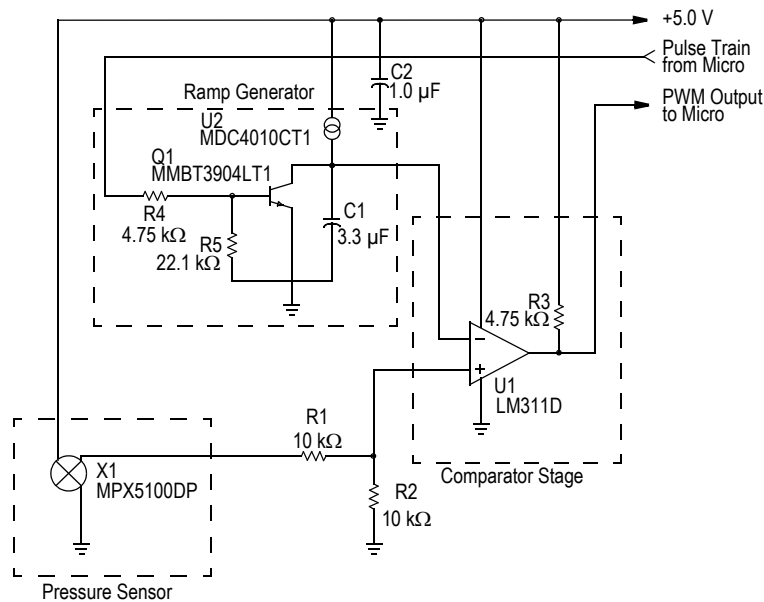 +5.0 V
Pulse Train
from Micro
C2
1.0 µF
Ramp Generator
PWM Output
to Micro
U2
MDC4010CT1
Q1
MMBT3904LT1
C1
3.3 µF
R4
4.75 kΩ
R5
22.1 kΩ
R3
4.75 kΩ
−
+
U1
LM311D
R1
10 kΩ
X1
MPX5100DP
Comparator Stage
R2
10 kΩ
Pressure Sensor